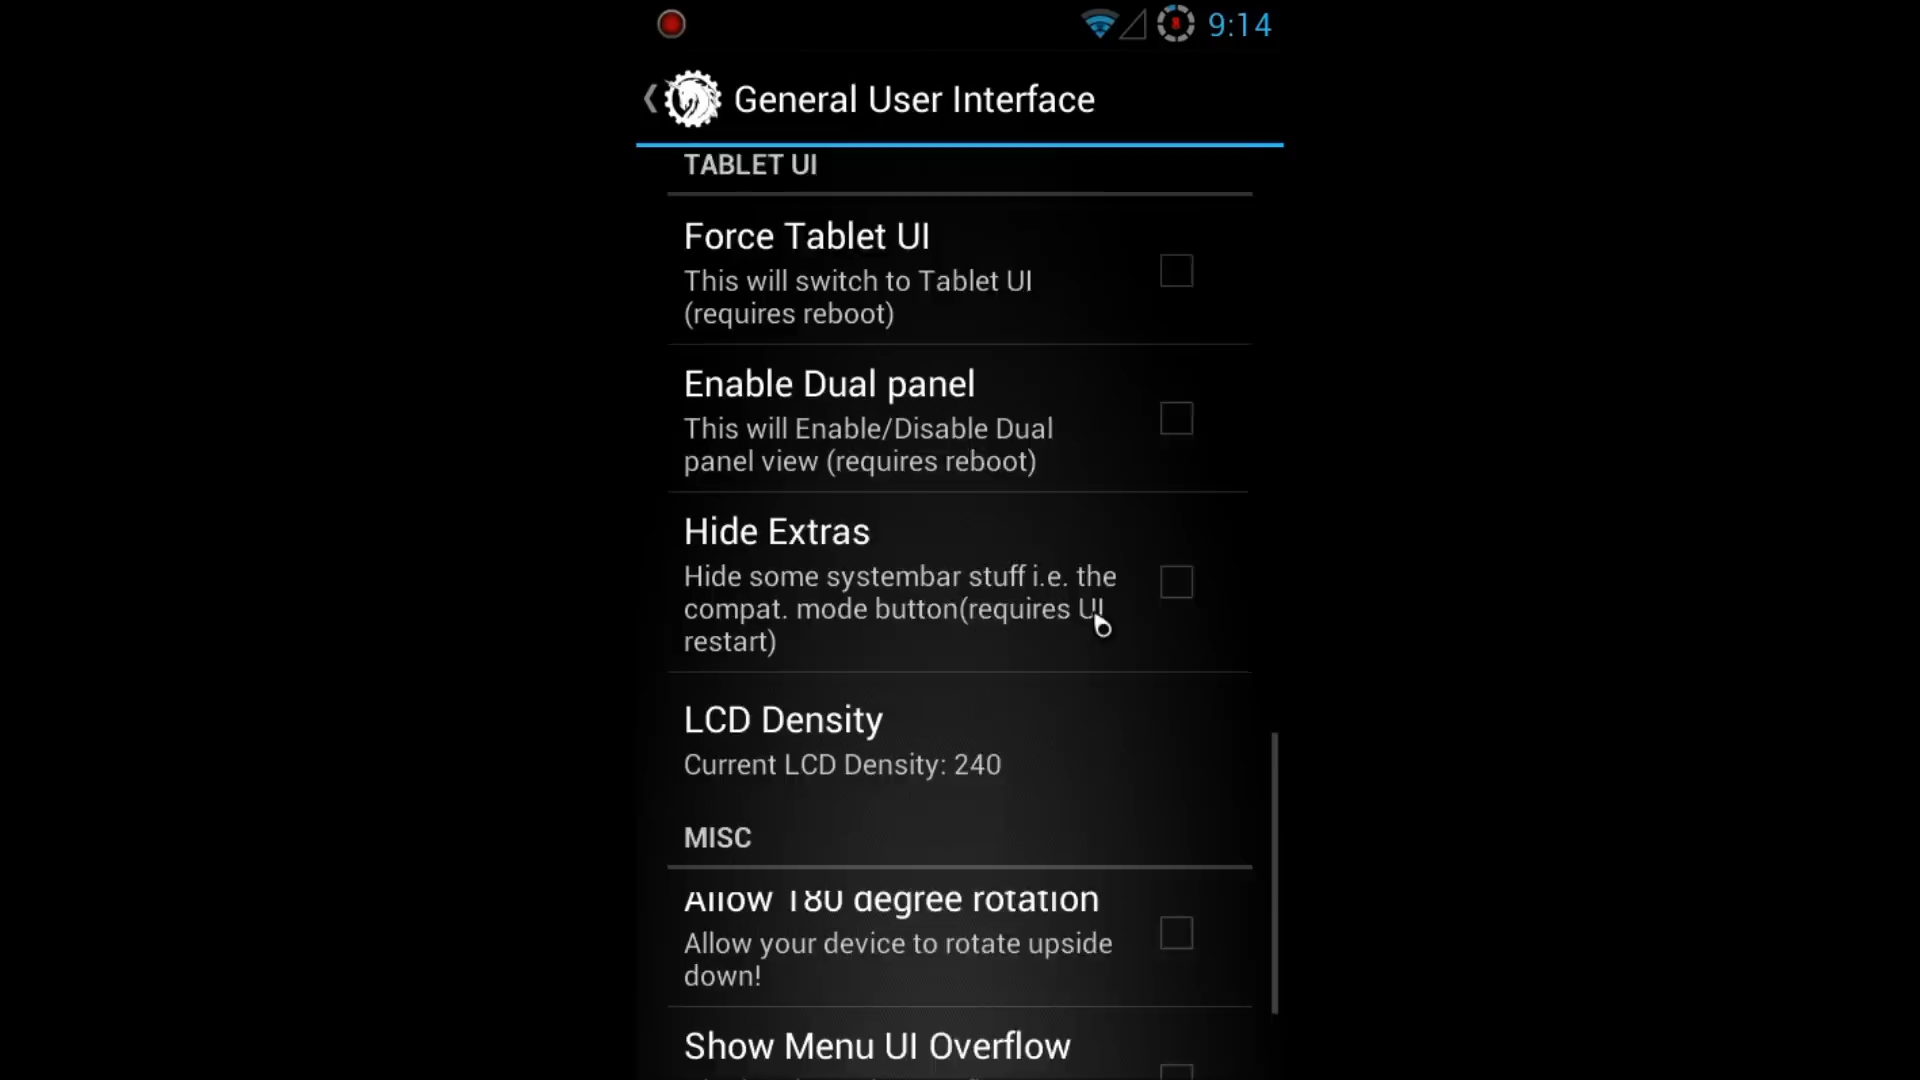 9:14
General User Interface
TABLET UI
Force Tablet UI
This will switch to Tablet UI
(requires reboot)
Enable Dual panel
This will Enable/Disable Dual
panel view (requires reboot)
Hide Extras
Hide some systembar stuff i.e. the
compat. mode button(requires UI
restart)
LCD Density
Current LCD Density: 240
MISC
Allow 180 degree rotation
Allow your device to rotate upside
down!
Show Menu UI Overflow